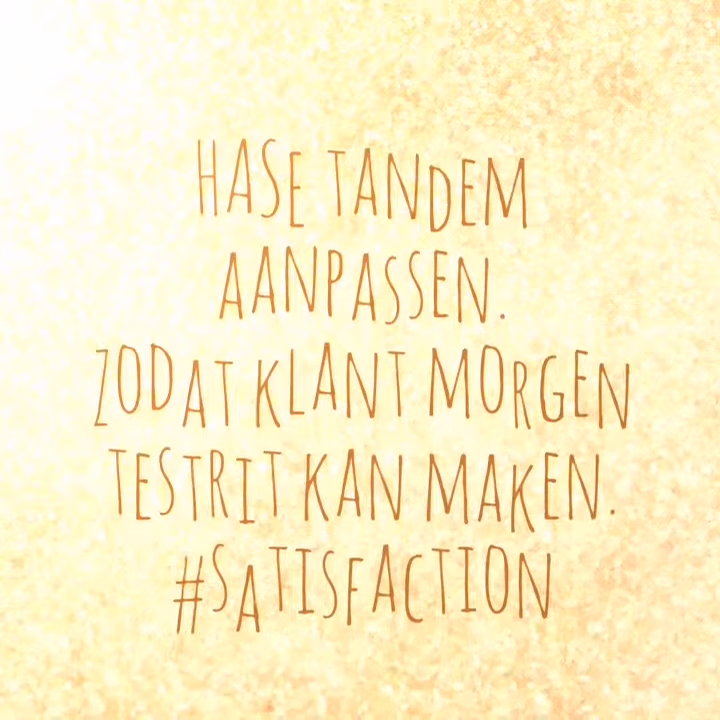 HASE TANDEM
AANPASSEN.
ZODAT KLANT MORGEN
TESTRIT KAN MAKEN.
#SATISFACTION